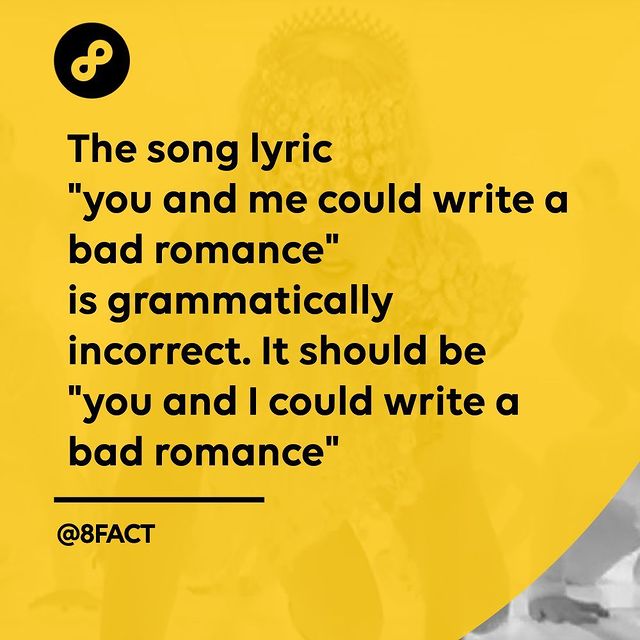 The song lyric
"you and me could write a
bad romance"
is grammatically
incorrect. It should be
"you and I could write a
bad romance"
@8FACT